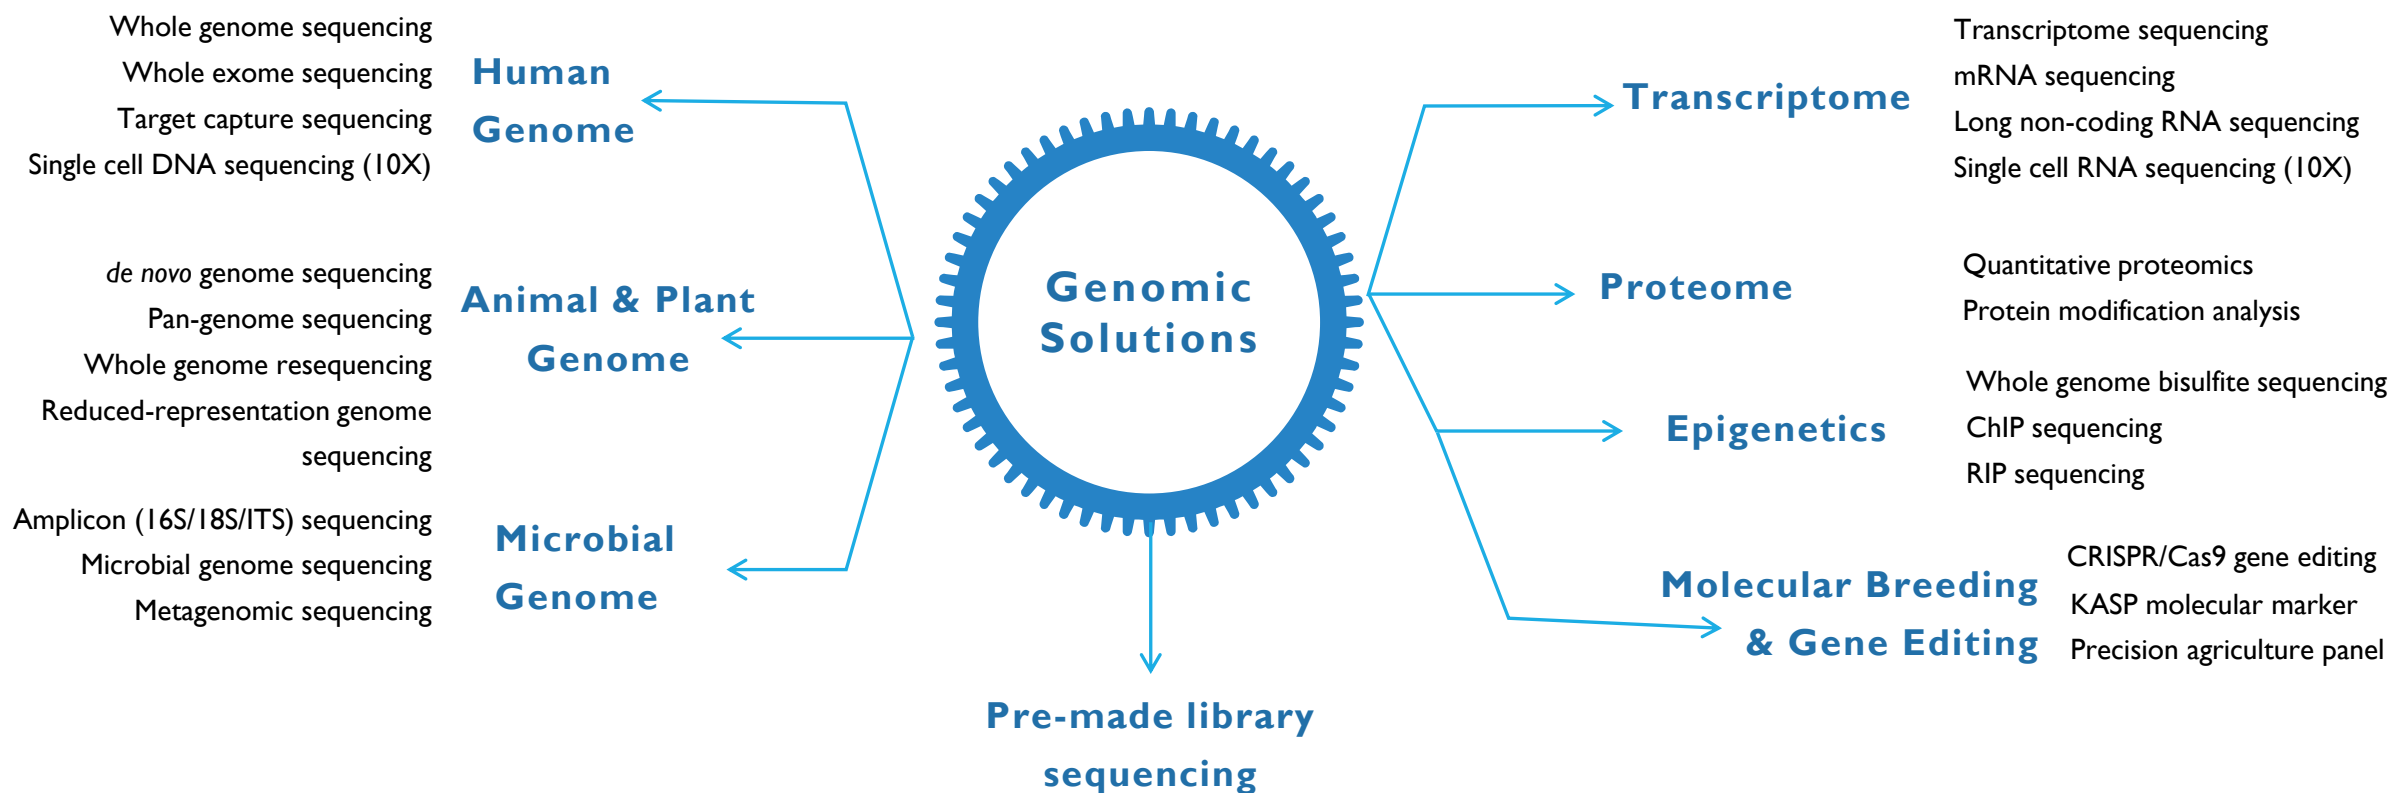 Whole genome sequencing
Whole exome sequencing
Target capture sequencing
Single cell DNA sequencing (10X)
Human
Genome
de novo genome sequencing
Pan-genome sequencing
Whole genome resequencing
Reduced-representation genome
sequencing
Animal & Plant
Genome
Amplicon (16S/18S/ITS) sequencing
Microbial genome sequencing
Metagenomic sequencing
Microbial
Genome
Genomic
Solutions
Pre-made library
sequencing
Transcriptome
Transcriptome sequencing
mRNA sequencing
Long non-coding RNA sequencing
Single cell RNA sequencing (10X)
Proteome
Quantitative proteomics
Protein modification analysis
Epigenetics
Whole genome bisulfite sequencing
ChIP sequencing
RIP sequencing
Molecular Breeding
& Gene Editing
CRISPR/Cas9 gene editing
KASP molecular marker
Precision agriculture panel